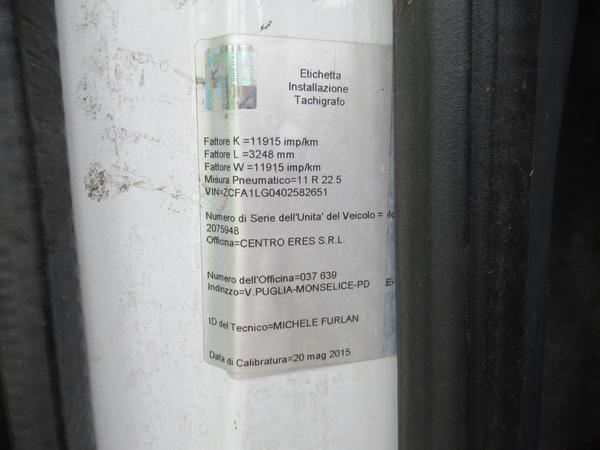 Etichetta
Installazione
Tachigrafo
Fattore K =11915 imp/km
Fattore L =3248 mm
Fattore W =11915 imp/km
Misura Pneumatico=11 R 22.5
VIN=ZCFA1LG0402582651
Numero di Serie dell'Unita' del Veicolo =
2075948
Officina=CENTRO ERES S.R.L.
Numero dell'Officina=037 639
Indirizzo=V.PUGLIA-MONSELICE-PD E-
ID del Tecnico=MICHELE FURLAN
Data di Calibratura=20 mag 2015